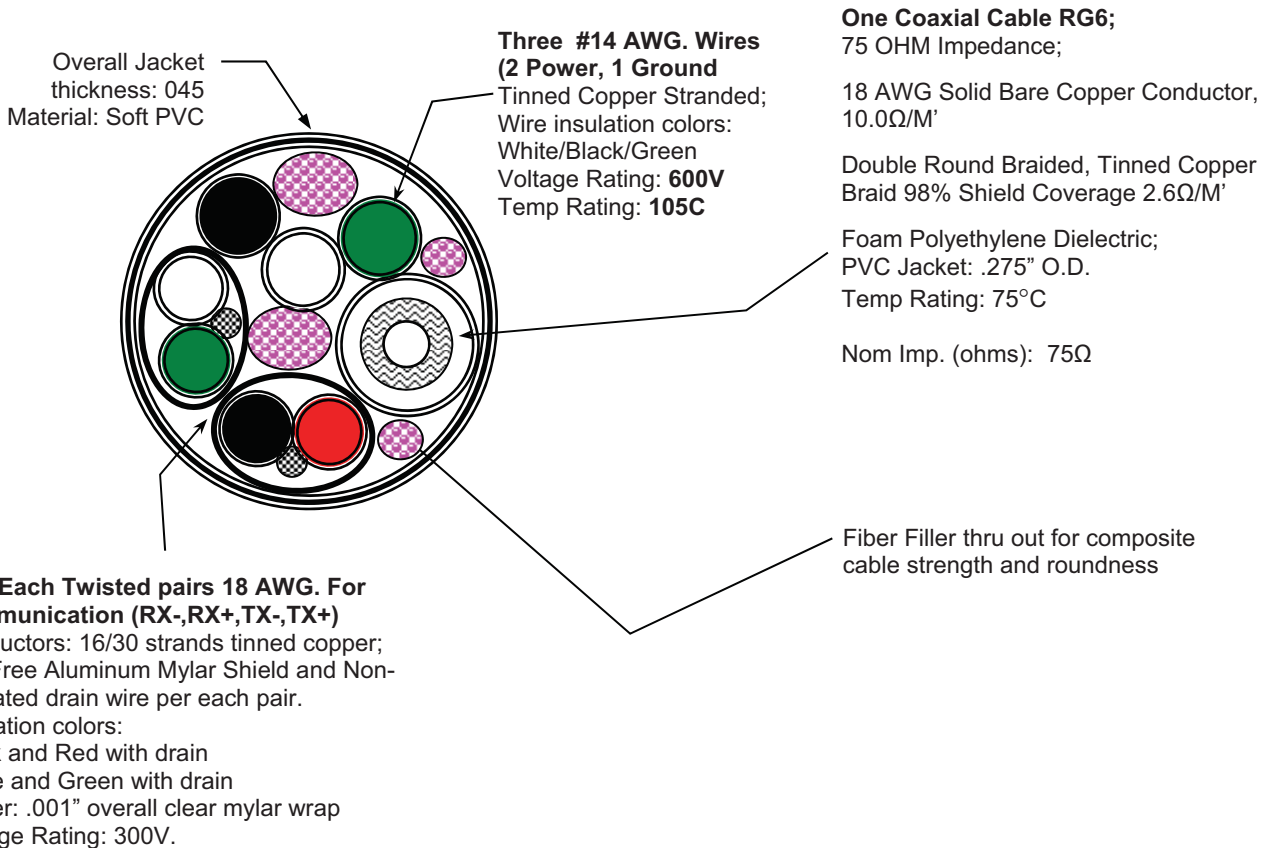 Overall Jacket
thickness: 045
Material: Soft PVC
Three #14 AWG. Wires
(2 Power, 1 Ground
Tinned Copper Stranded;
Wire insulation colors:
White/Black/Green
Voltage Rating: 600V
Temp Rating: 105C
One Coaxial Cable RG6;
75 OHM Impedance;
18 AWG Solid Bare Copper Conductor,
10.0Ω/M’
Double Round Braided, Tinned Copper
Braid 98% Shield Coverage 2.6Ω/M’
Foam Polyethylene Dielectric;
PVC Jacket: .275” O.D.
Temp Rating: 75°C
Nom Imp. (ohms): 75Ω
Fiber Filler thru out for composite
cable strength and roundness
Each Twisted pairs 18 AWG. For
munication (RX-,RX+,TX-,TX+)
uctors: 16/30 strands tinned copper;
Free Aluminum Mylar Shield and Non-
ated drain wire per each pair.
ation colors:
and Red with drain
and Green with drain
er: .001” overall clear mylar wrap
ge Rating: 300V.